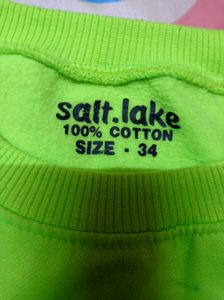 salt.lake
100% COTTON
SIZE - 34